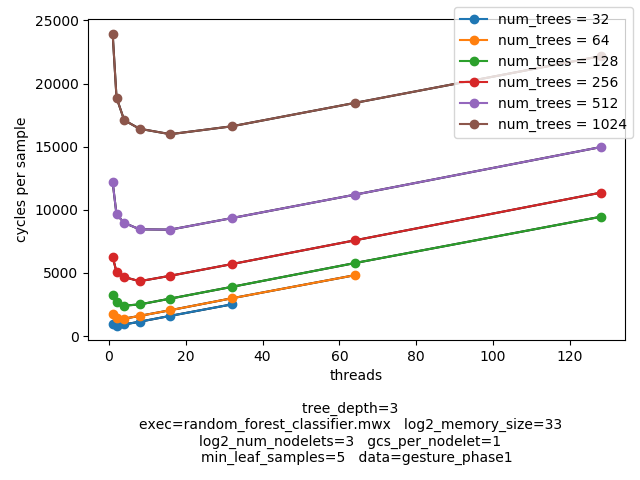 num_trees = 32
num_trees = 64
num_trees = 128
num_trees = 256
num_trees = 512
num_trees = 1024
25000
20000
15000
10000
5000
0
cycles per sample
0 20 40 60 80 100 120
threads
tree_depth=3
exec=random_forest_classifier.mwx log2_memory_size=33
log2_num_nodelets=3 gcs_per_nodelet=1
min_leaf_samples=5 data=gesture_phase1